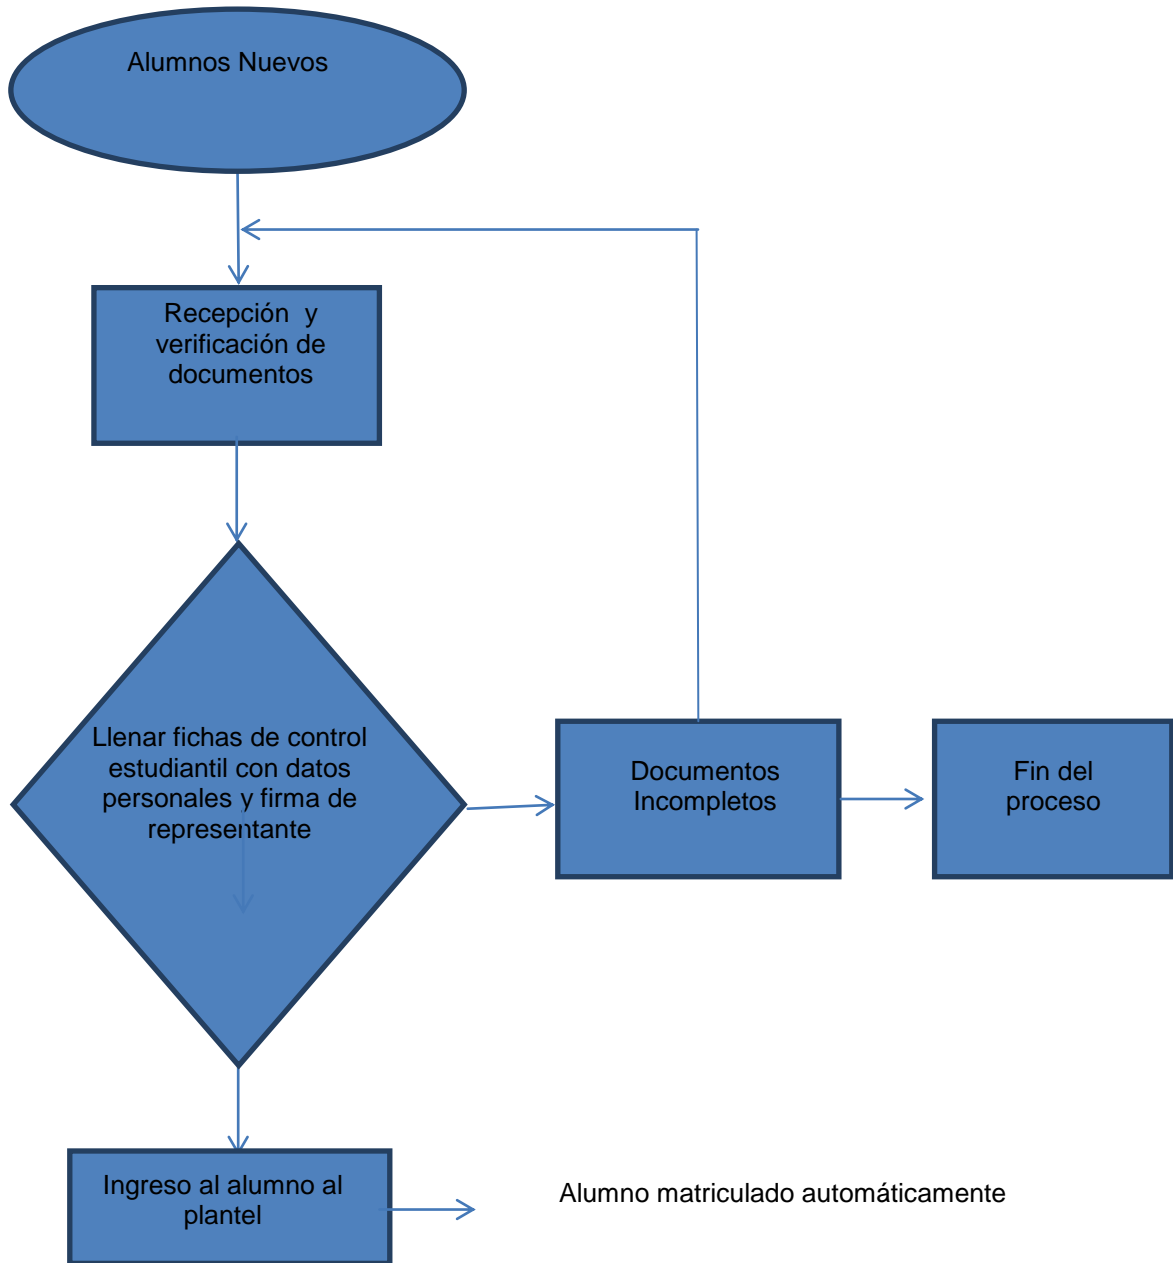 Alumnos Nuevos
Recepción y
verificación de
documentos
Llenar fichas de control
estudiantil con datos
personales y firma de
representante
Documentos
Incompletos
Fin del
proceso
Ingreso al alumno al
plantel
Alumno matriculado automáticamente